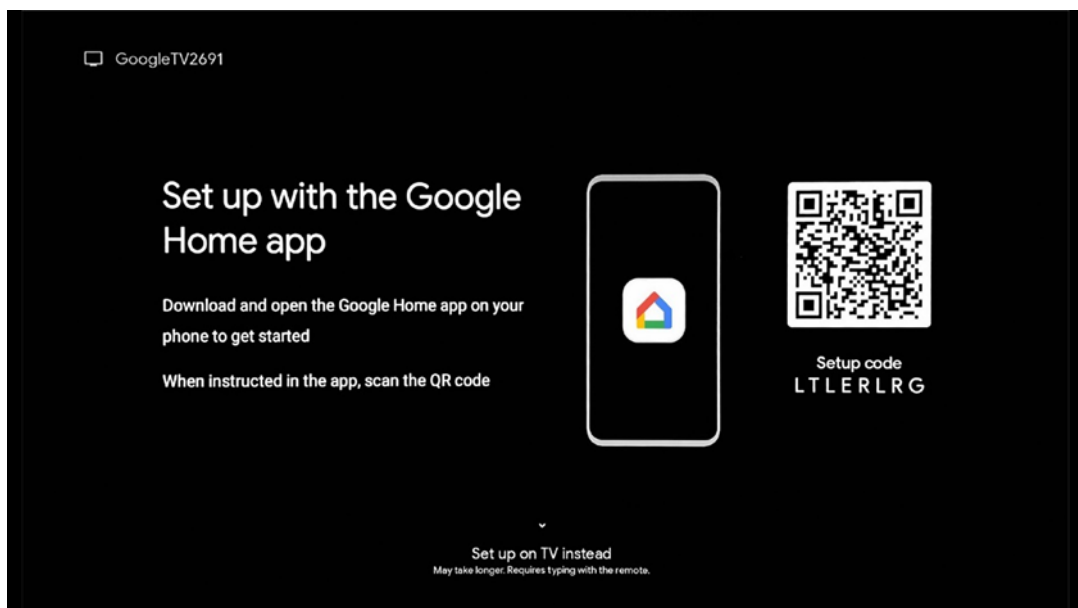 GoogleTV2691
Set up with the Google
Home app
Download and open the Google Home app on your
phone to get started
When instructed in the app, scan the QR code
Setup code
LTLERLRG
Set up on TV instead
May take longer. Requires typing with the remote.